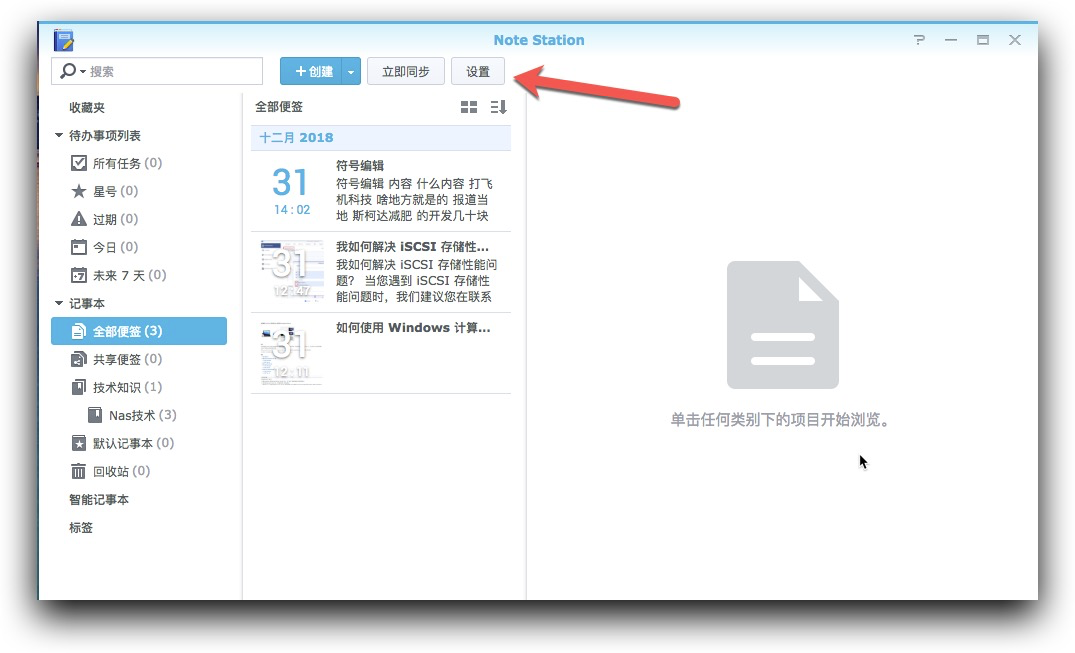 Note Station
搜索
+ 创建
立即同步
设置
收藏夹
待办事项列表
所有任务 (0)
星号 (0)
过期 (0)
今日 (0)
未来 7 天 (0)
记事本
全部便签 (3)
共享便签 (0)
技术知识 (1)
Nas技术 (3)
默认记事本 (0)
回收站 (0)
智能记事本
标签
全部便签
十二月 2018
31
14 : 02
符号编辑
符号编辑 内容 什么内容 打飞
机科技 啥地方就是的 报道当
地 斯柯达减肥 的开发几十块
31
12 : 47
我如何解决 iSCSI 存储性...
我如何解决 iSCSI 存储性能问
题？ 当您遇到 iSCSI 存储性
能问题时，我们建议您在联系
31
12 : 11
如何使用 Windows 计算...
单击任何类别下的项目开始浏览。